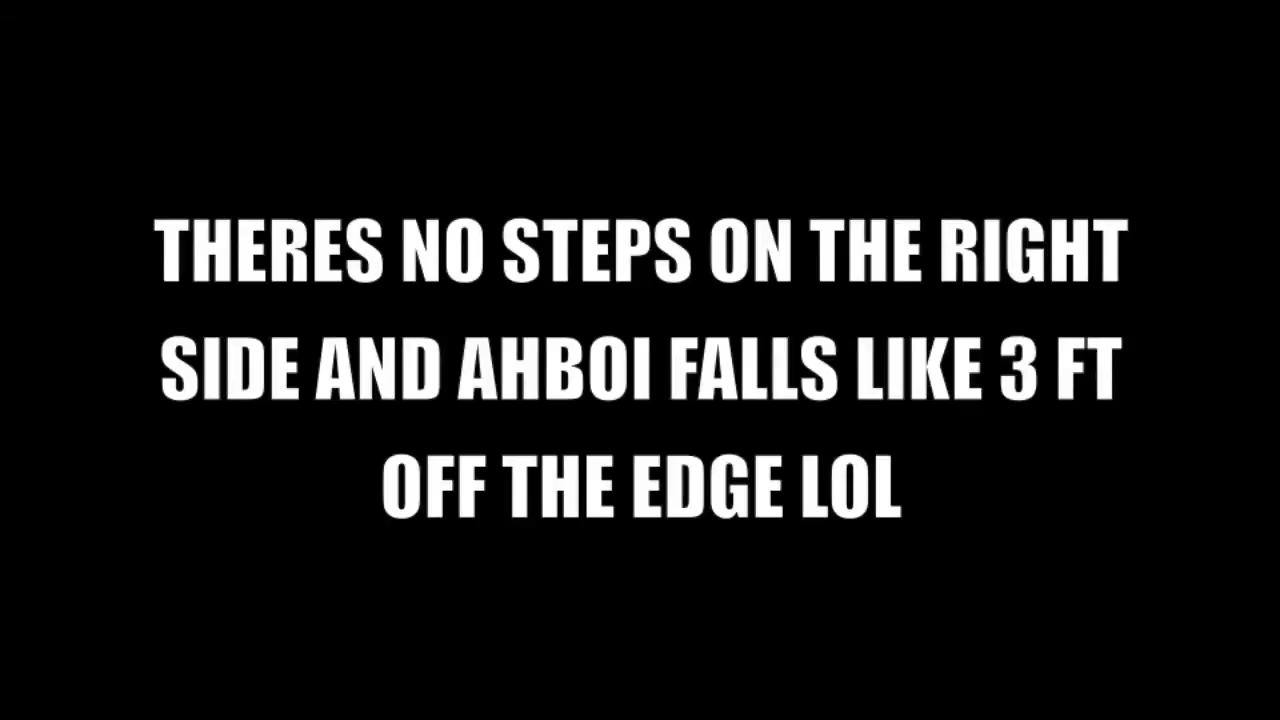 THERES NO STEPS ON THE RIGHT
SIDE AND AHBOI FALLS LIKE 3 FT
OFF THE EDGE LOL